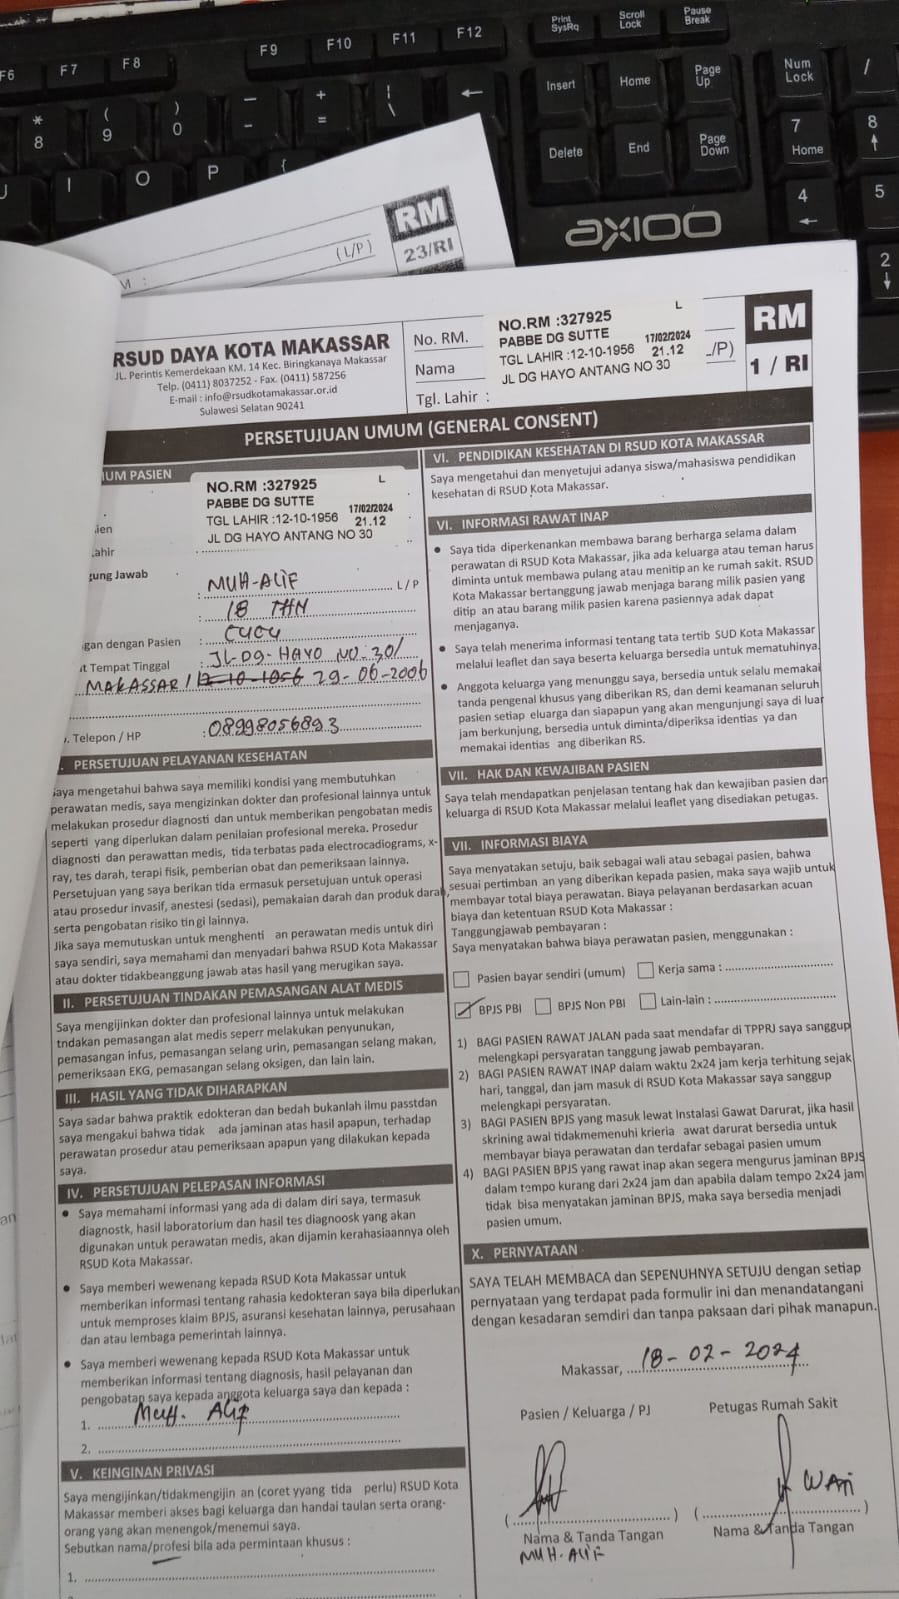 Print
SysRq
Scroll
Lock
Pause
Break
F6
F7
F8
F9
F10
F11
F12
Insert
Home
Page
Up
Num
Lock
/
*
8
(
9
)
0
-
+
=
\
Delete
End
Page
Down
7
Home
8
4
5
2
J
I
O
P
{
AXIOO
RM
23/RI
(L/P)
M :
RSUD DAYA KOTA MAKASSAR
JL. Perintis Kemerdekaan KM. 14 Kec. Biringkanaya Makassar
Telp. (0411) 8037252 - Fax. (0411) 587256
E-mail : info@rsudkotamakassar.or.id
Sulawesi Selatan 90241
No. RM.
Nama
Tgl. Lahir :
L
NO.RM :327925
PABBE DG SUTTE 17/02/2024
TGL LAHIR :12-10-1956 21.12
JL DG HAYO ANTANG NO 30
/P)
RM
1 / RI
PERSETUJUAN UMUM (GENERAL CONSENT)
UM PASIEN
L
NO.RM :327925
PABBE DG SUTTE 17/02/2024
TGL LAHIR :12-10-1956 21.12
JL DG HAYO ANTANG NO 30
ien
ahir
gung Jawab
: MUH-ALIF L/P
: 18 THN
gan dengan Pasien : CUCU
t Tempat Tinggal : JL-DG-HAYO NO.30/
MAKASSAR / 12-10-1056 29-06-2006
. Telepon / HP : 08998056893
. PERSETUJUAN PELAYANAN KESEHATAN
Saya mengetahui bahwa saya memiliki kondisi yang membutuhkan
perawatan medis, saya mengizinkan dokter dan profesional lainnya untuk
melakukan prosedur diagnosti dan untuk memberikan pengobatan medis
seperti yang diperlukan dalam penilaian profesional mereka. Prosedur
diagnosti dan perawattan medis, tida terbatas pada electrocadiograms, x-
ray, tes darah, terapi fisik, pemberian obat dan pemeriksaan lainnya.
Persetujuan yang saya berikan tida ermasuk persetujuan untuk operasi
atau prosedur invasif, anestesi (sedasi), pemakaian darah dan produk darah,
serta pengobatan risiko tin gi lainnya.
Jika saya memutuskan untuk menghenti an perawatan medis untuk diri
saya sendiri, saya memahami dan menyadari bahwa RSUD Kota Makassar
atau dokter tidakbeanggung jawab atas hasil yang merugikan saya.
II. PERSETUJUAN TINDAKAN PEMASANGAN ALAT MEDIS
Saya mengijinkan dokter dan profesional lainnya untuk melakukan
tndakan pemasangan alat medis seperr melakukan penyunukan,
pemasangan infus, pemasangan selang urin, pemasangan selang makan,
pemeriksaan EKG, pemasangan selang oksigen, dan lain lain.
III. HASIL YANG TIDAK DIHARAPKAN
Saya sadar bahwa praktik edokteran dan bedah bukanlah ilmu passtdan
saya mengakui bahwa tidak ada jaminan atas hasil apapun, terhadap
perawatan prosedur atau pemeriksaan apapun yang dilakukan kepada
saya.
IV. PERSETUJUAN PELEPASAN INFORMASI
● Saya memahami informasi yang ada di dalam diri saya, termasuk
diagnostk, hasil laboratorium dan hasil tes diagnoosk yang akan
digunakan untuk perawatan medis, akan dijamin kerahasiaannya oleh
RSUD Kota Makassar.
● Saya memberi wewenang kepada RSUD Kota Makassar untuk
memberikan informasi tentang rahasia kedokteran saya bila diperlukan
untuk memproses klaim BPJS, asuransi kesehatan lainnya, perusahaan
dan atau lembaga pemerintah lainnya.
● Saya memberi wewenang kepada RSUD Kota Makassar untuk
memberikan informasi tentang diagnosis, hasil pelayanan dan
pengobatan saya kepada anggota keluarga saya dan kepada :
1. Muh. Alif
2.
V. KEINGINAN PRIVASI
Saya mengijinkan/tidakmengijin an (coret yyang tida perlu) RSUD Kota
Makassar memberi akses bagi keluarga dan handai taulan serta orang-
orang yang akan menengok/menemui saya.
Sebutkan nama/profesi bila ada permintaan khusus :
1.
VI. PENDIDIKAN KESEHATAN DI RSUD KOTA MAKASSAR
Saya mengetahui dan menyetujui adanya siswa/mahasiswa pendidikan
kesehatan di RSUD Kota Makassar.
VI. INFORMASI RAWAT INAP
● Saya tida diperkenankan membawa barang berharga selama dalam
perawatan di RSUD Kota Makassar, jika ada keluarga atau teman harus
diminta untuk membawa pulang atau menitip an ke rumah sakit. RSUD
Kota Makassar bertanggung jawab menjaga barang milik pasien yang
ditip an atau barang milik pasien karena pasiennya adak dapat
menjaganya.
● Saya telah menerima informasi tentang tata tertib SUD Kota Makassar
melalui leaflet dan saya beserta keluarga bersedia untuk mematuhinya.
● Anggota keluarga yang menunggu saya, bersedia untuk selalu memakai
tanda pengenal khusus yang diberikan RS, dan demi keamanan seluruh
pasien setiap eluarga dan siapapun yang akan mengunjungi saya di luar
jam berkunjung, bersedia untuk diminta/diperiksa identias ya dan
memakai identias ang diberikan RS.
VII. HAK DAN KEWAJIBAN PASIEN
Saya telah mendapatkan penjelasan tentang hak dan kewajiban pasien dan
keluarga di RSUD Kota Makassar melalui leaflet yang disediakan petugas.
VII. INFORMASI BIAYA
Saya menyatakan setuju, baik sebagai wali atau sebagai pasien, bahwa
sesuai pertimban an yang diberikan kepada pasien, maka saya wajib untuk
membayar total biaya perawatan. Biaya pelayanan berdasarkan acuan
biaya dan ketentuan RSUD Kota Makassar :
Tanggungjawab pembayaran :
Saya menyatakan bahwa biaya perawatan pasien, menggunakan :
Pasien bayar sendiri (umum) Kerja sama :
BPJS PBI BPJS Non PBI Lain-lain :
1) BAGI PASIEN RAWAT JALAN pada saat mendafar di TPPRJ saya sanggup
melengkapi persyaratan tanggung jawab pembayaran.
2) BAGI PASIEN RAWAT INAP dalam waktu 2x24 jam kerja terhitung sejak
hari, tanggal, dan jam masuk di RSUD Kota Makassar saya sanggup
melengkapi persyaratan.
3) BAGI PASIEN BPJS yang masuk lewat Instalasi Gawat Darurat, jika hasil
skrining awal tidakmemenuhi krieria awat darurat bersedia untuk
membayar biaya perawatan dan terdafar sebagai pasien umum
4) BAGI PASIEN BPJS yang rawat inap akan segera mengurus jaminan BPJS
dalam tempo kurang dari 2x24 jam dan apabila dalam tempo 2x24 jam
tidak bisa menyatakan jaminan BPJS, maka saya bersedia menjadi
pasien umum.
X. PERNYATAAN
SAYA TELAH MEMBACA dan SEPENUHNYA SETUJU dengan setiap
pernyataan yang terdapat pada formulir ini dan menandatangani
dengan kesadaran semdiri dan tanpa paksaan dari pihak manapun.
Makassar, 18-02-2024
Pasien / Keluarga / PJ Petugas Rumah Sakit
WATI
( ) ( )
Nama & Tanda Tangan Nama & Tanda Tangan
MUH. ALIF